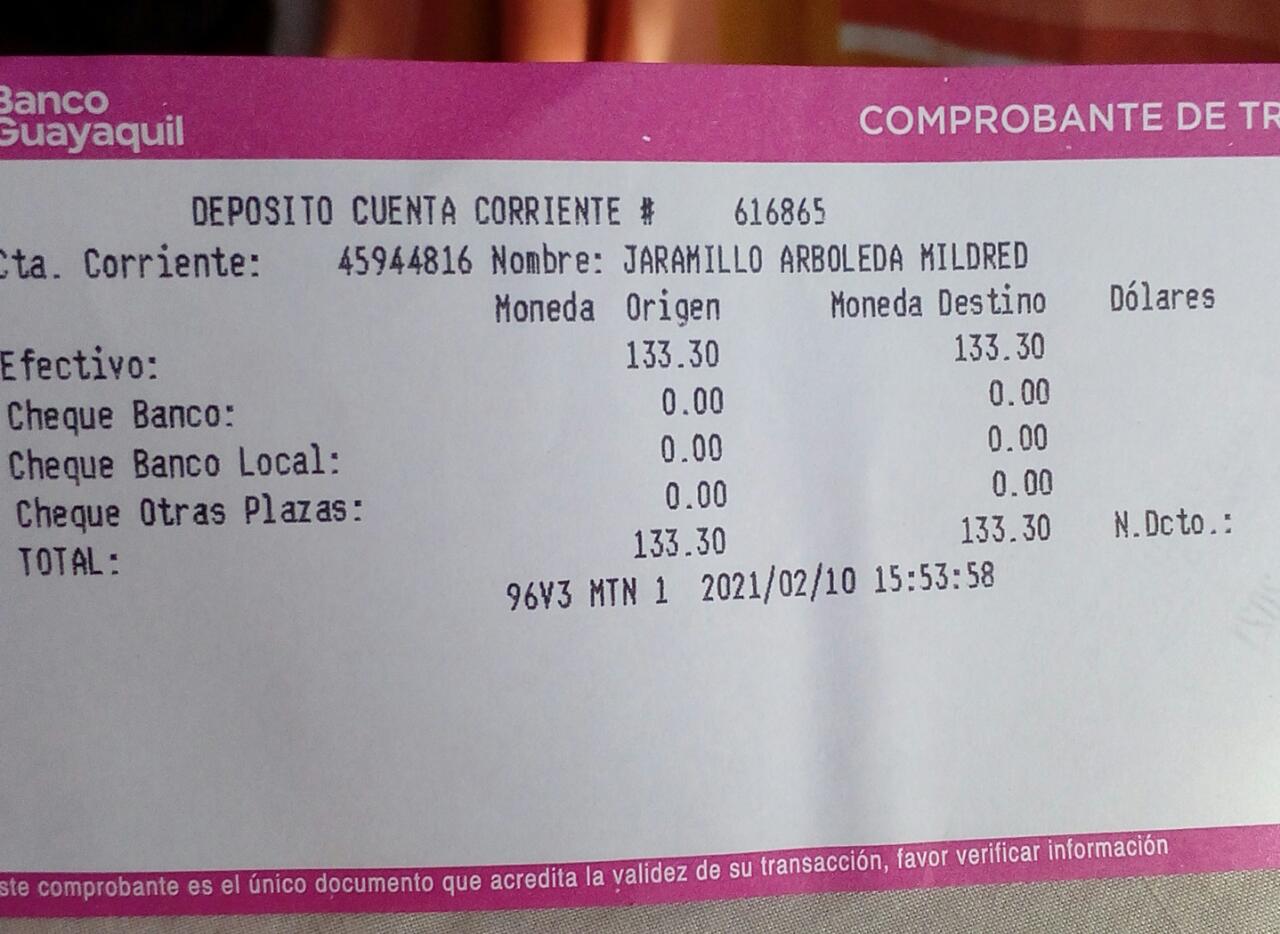 Banco
Guayaquil
COMPROBANTE DE TR
DEPOSITO CUENTA CORRIENTE # 616865
Cta. Corriente: 45944816 Nombre: JARAMILLO ARBOLEDA MILDRED
Moneda Origen Moneda Destino Dólares
Efectivo: 133.30 133.30
Cheque Banco: 0.00 0.00
Cheque Banco Local: 0.00 0.00
Cheque Otras Plazas: 0.00 0.00
TOTAL: 133.30 133.30 N.Dcto.:
96V3 MTN 1 2021/02/10 15:53:58
ste comprobante es el único documento que acredita la validez de su transacción, favor verificar información